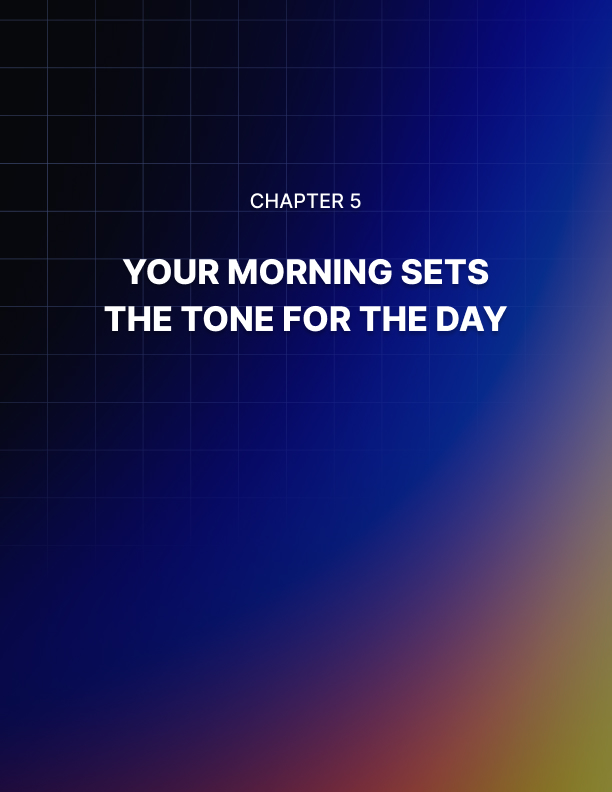 CHAPTER 5
YOUR MORNING SETS
THE TONE FOR THE DAY